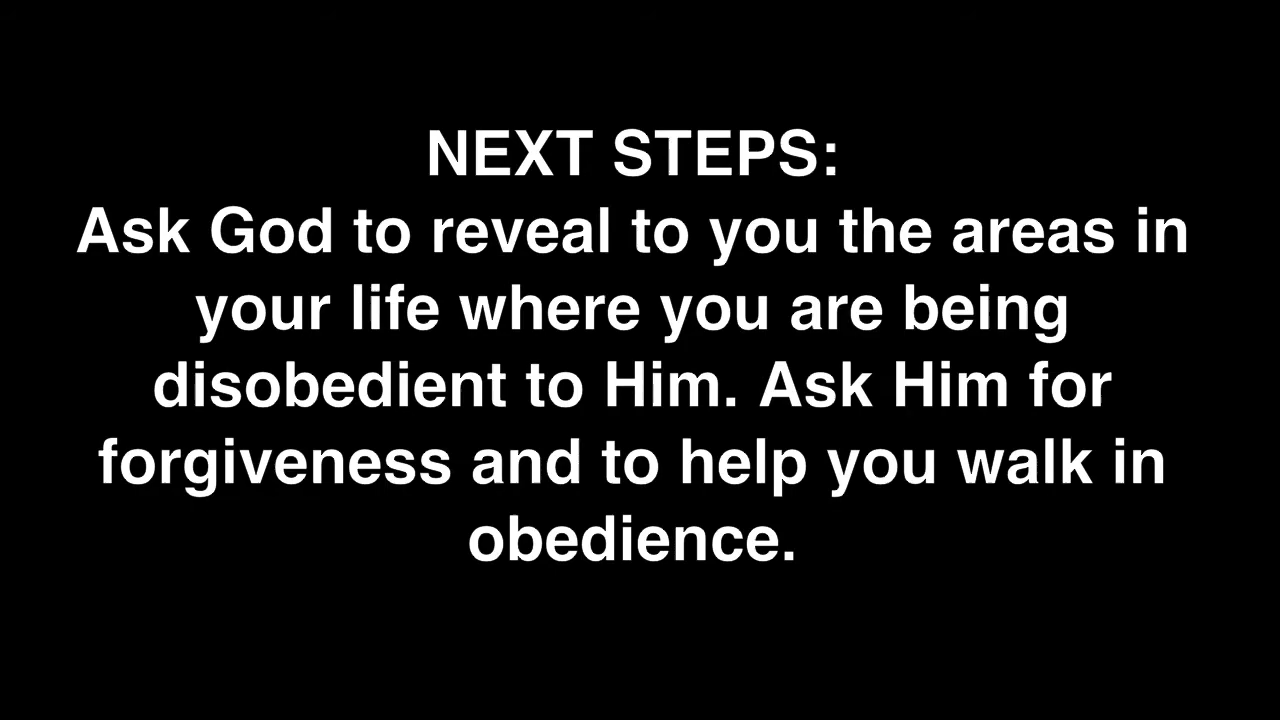 NEXT STEPS:
Ask God to reveal to you the areas in
your life where you are being
disobedient to Him. Ask Him for
forgiveness and to help you walk in
obedience.